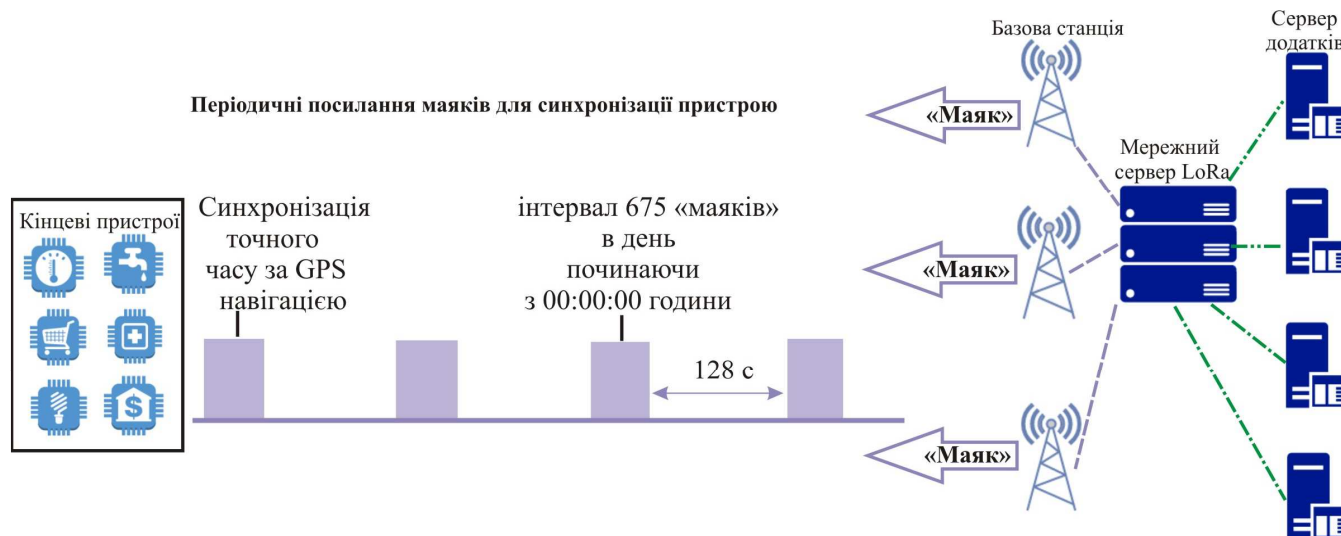 Базова станція
Сервер
додатків
Періодичні посилання маяків для синхронізації пристрою
«Маяк»
Мережний
сервер LoRa
Кінцеві пристрої
Синхронізація
точного
часу за GPS
навігацією
інтервал 675 «маяків»
в день
починаючи
з 00:00:00 години
«Маяк»
128 с
«Маяк»